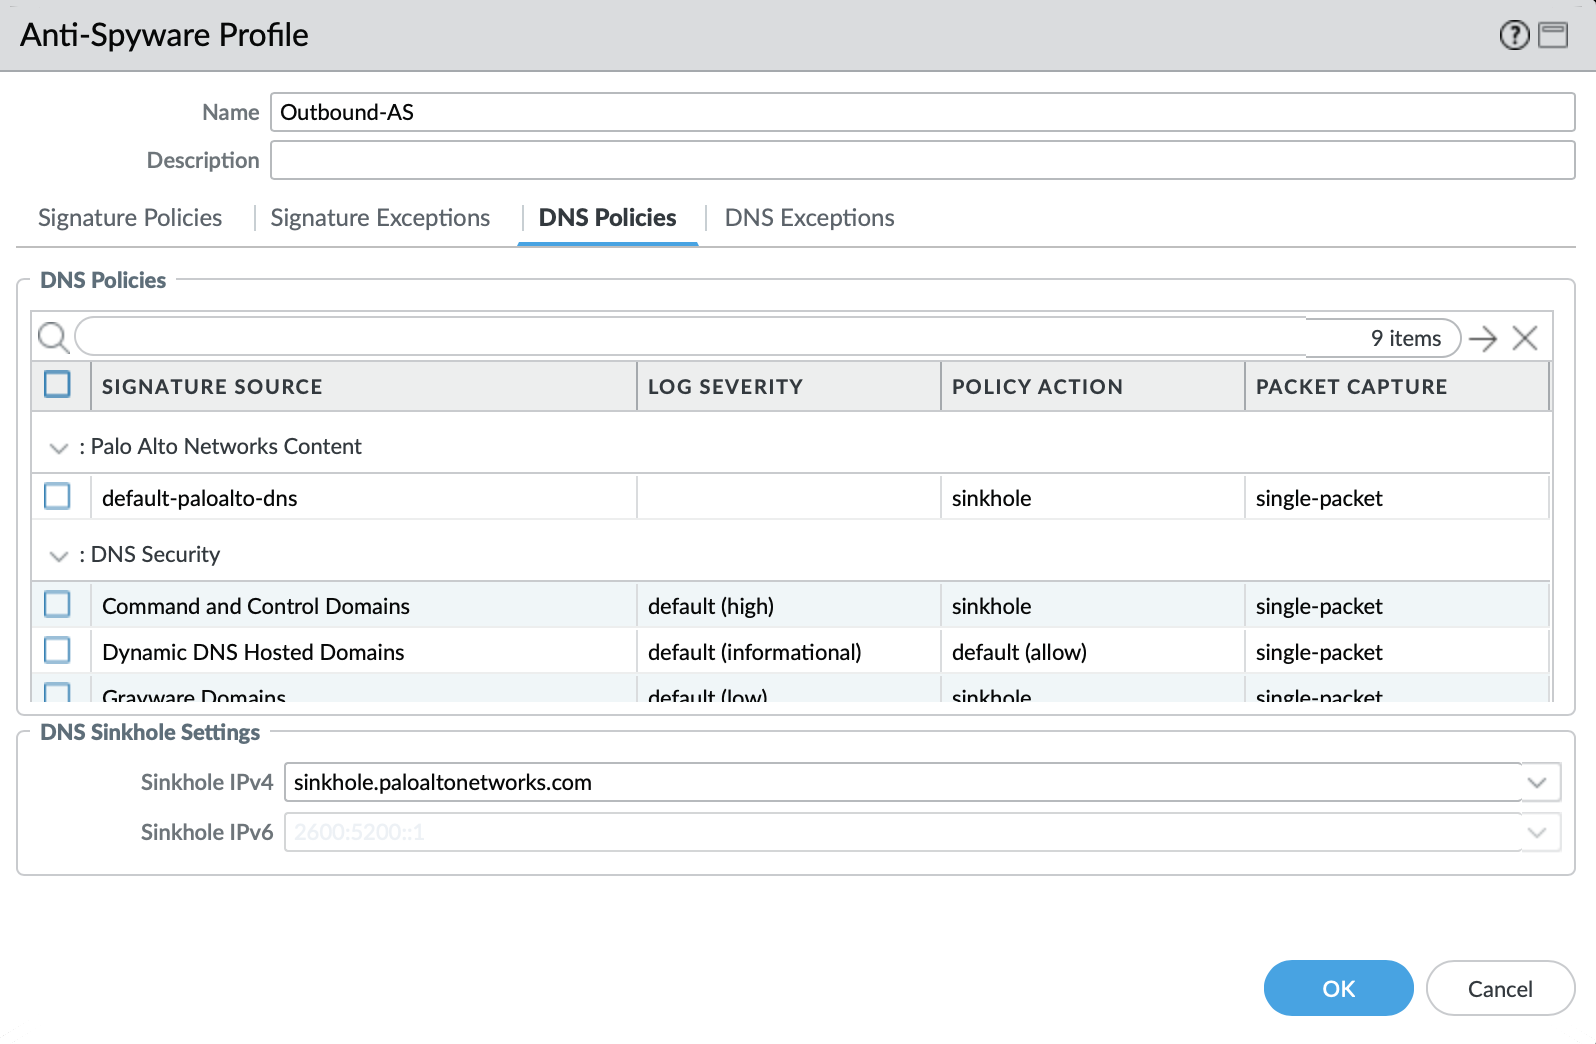 Anti-Spyware Profile
Name Outbound-AS
Description
Signature Policies Signature Exceptions DNS Policies DNS Exceptions
DNS Policies
9 items
SIGNATURE SOURCE LOG SEVERITY POLICY ACTION PACKET CAPTURE
: Palo Alto Networks Content
default-paloalto-dns sinkhole single-packet
: DNS Security
Command and Control Domains default (high) sinkhole single-packet
Dynamic DNS Hosted Domains default (informational) default (allow) single-packet
Grayware Domains default (low) sinkhole single-packet
DNS Sinkhole Settings
Sinkhole IPv4 sinkhole.paloaltonetworks.com
Sinkhole IPv6 2600:5200::1
OK Cancel